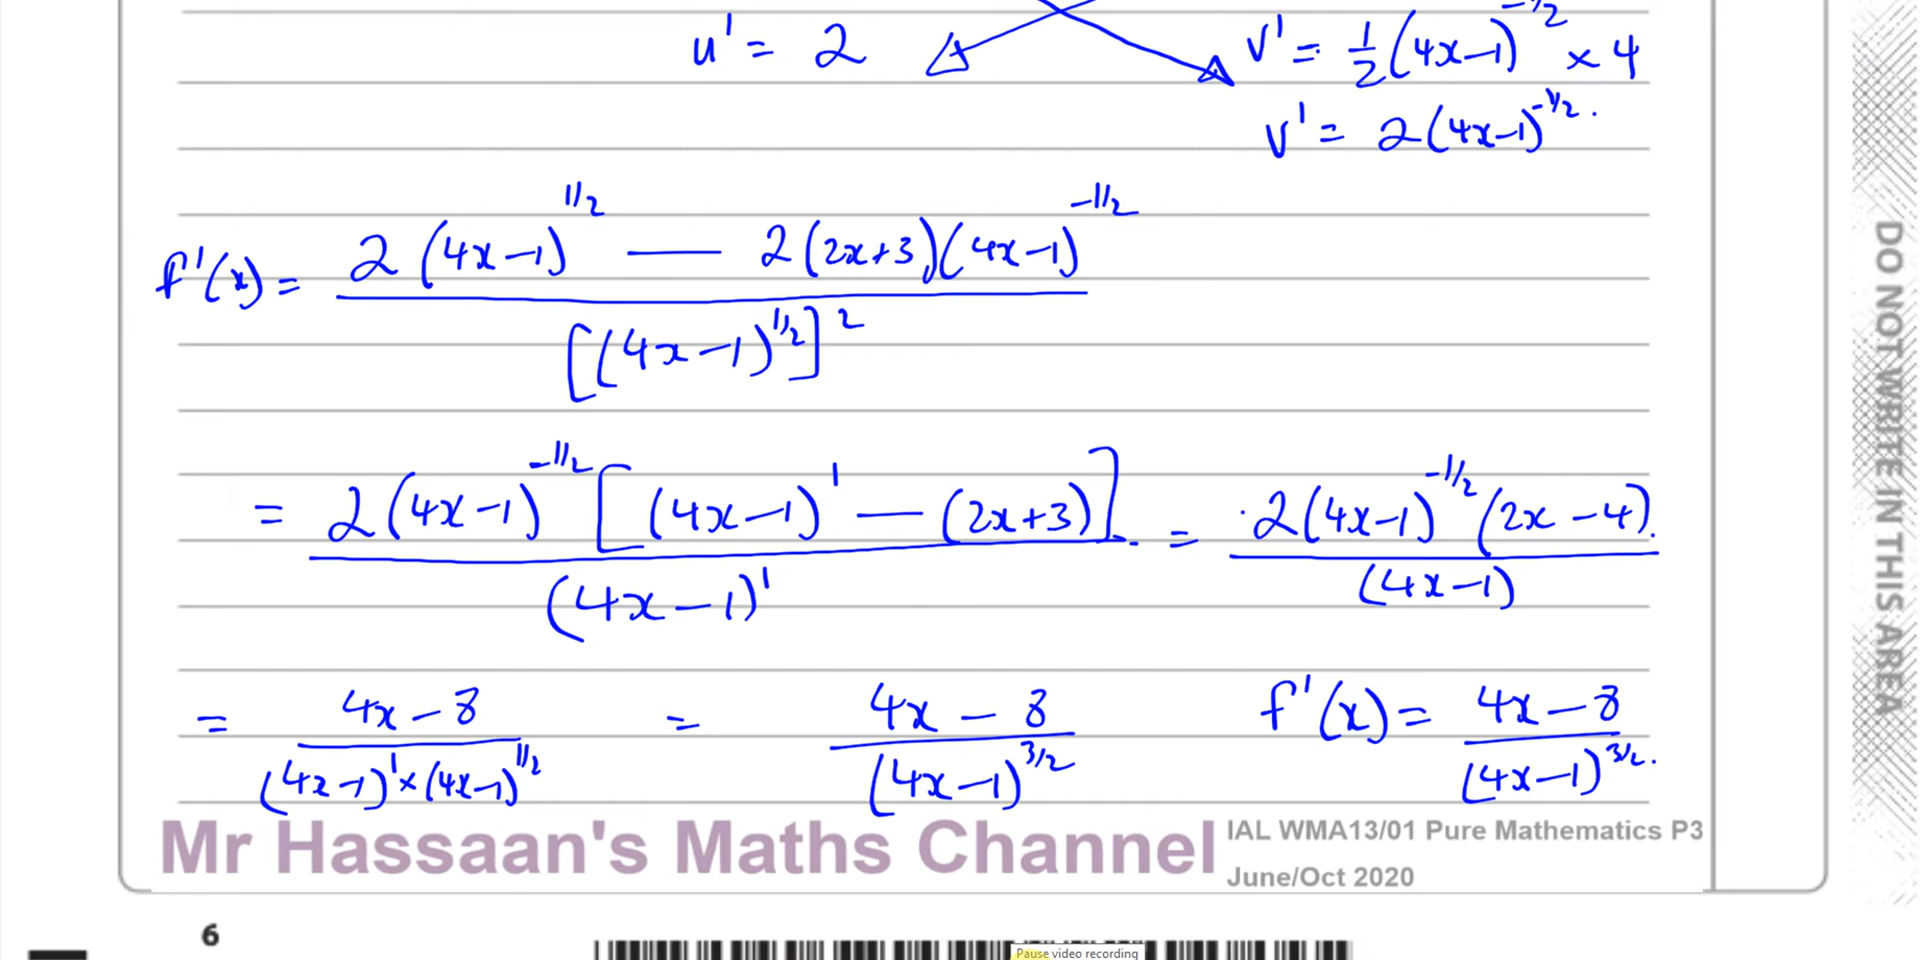 u' = 2
v' = ½(4x-1)^-1/2 × 4
v' = 2(4x-1)^-1/2.
f'(x) = 2(4x-1)^1/2 — 2(2x+3)(4x-1)^-1/2
[(4x-1)^1/2]^2
= 2(4x-1)^-1/2 [(4x-1)^1 — (2x+3)] = 2(4x-1)^-1/2 (2x-4)
(4x-1)^1 (4x-1)
= 4x-8 = 4x-8 f'(x) = 4x-8
(4x-1)^1 × (4x-1)^1/2 (4x-1)^3/2 (4x-1)^3/2.
Mr Hassaan's Maths Channel
IAL WMA13/01 Pure Mathematics P3
June/Oct 2020
6
Pause video recording
DO NOT WRITE IN THIS AREA